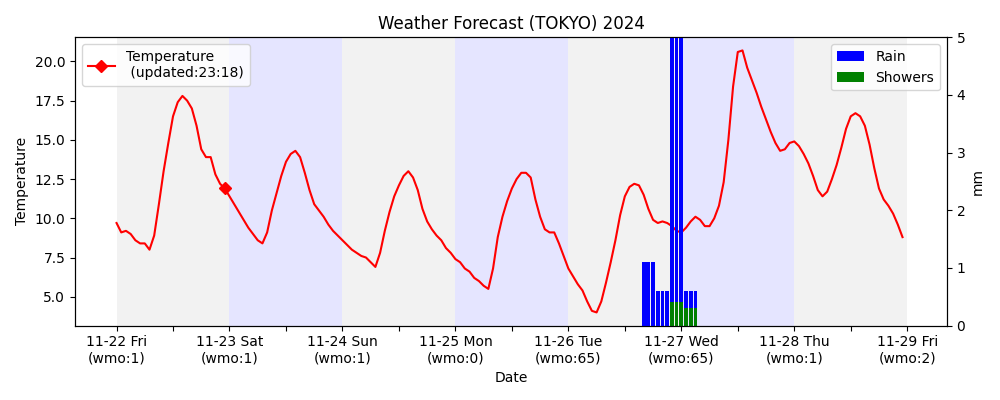 Weather Forecast (TOKYO) 2024
Temperature
(updated:23:18)
Rain
Showers
Temperature
20.0
17.5
15.0
12.5
10.0
7.5
5.0
5
4
3
2
1
0
mm
11-22 Fri
(wmo:1)
11-23 Sat
(wmo:1)
11-24 Sun
(wmo:1)
11-25 Mon
(wmo:0)
11-26 Tue
(wmo:65)
11-27 Wed
(wmo:65)
11-28 Thu
(wmo:1)
11-29 Fri
(wmo:2)
Date